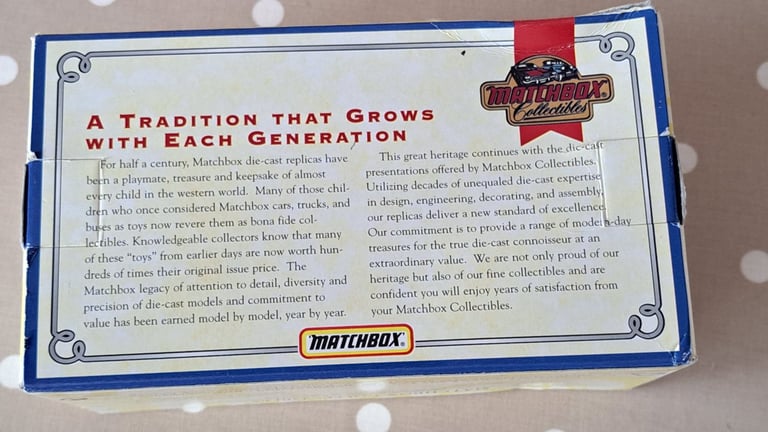 MATCHBOX®
Collectibles
A TRADITION THAT GROWS
WITH EACH GENERATION
For half a century, Matchbox die-cast replicas have
been a playmate, treasure and keepsake of almost
every child in the western world. Many of those chil-
dren who once considered Matchbox cars, trucks, and
buses as toys now revere them as bona fide col-
lectibles. Knowledgeable collectors know that many
of these “toys” from earlier days are now worth hun-
dreds of times their original issue price. The
Matchbox legacy of attention to detail, diversity and
precision of die-cast models and commitment to
value has been earned model by model, year by year.
This great heritage continues with the die-cast
presentations offered by Matchbox Collectibles.
Utilizing decades of unequaled die-cast expertise
in design, engineering, decorating, and assembly,
our replicas deliver a new standard of excellence.
Our commitment is to provide a range of modern-day
treasures for the true die-cast connoisseur at an
extraordinary value. We are not only proud of our
heritage but also of our fine collectibles and are
confident you will enjoy years of satisfaction from
your Matchbox Collectibles.
MATCHBOX®